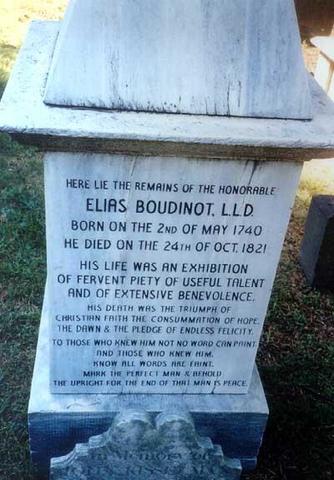 HERE LIE THE REMAINS OF THE HONORABLE
ELIAS BOUDINOT, L.L.D.
BORN ON THE 2ND OF MAY 1740
HE DIED ON THE 24TH OF OCT. 1821
HIS LIFE WAS AN EXHIBITION
OF FERVENT PIETY OF USEFUL TALENT
AND OF EXTENSIVE BENEVOLENCE.
HIS DEATH WAS THE TRIUMPH OF
CHRISTIAN FAITH THE CONSUMMATION OF HOPE
THE DAWN & THE PLEDGE OF ENDLESS FELICITY.
TO THOSE WHO KNEW HIM NOT NO WORD CAN PAINT
AND THOSE WHO KNEW HIM,
KNOW ALL WORDS ARE FAINT.
MARK THE PERFECT MAN & BEHOLD
THE UPRIGHT FOR THE END OF THAT MAN IS PEACE.
In Memory of